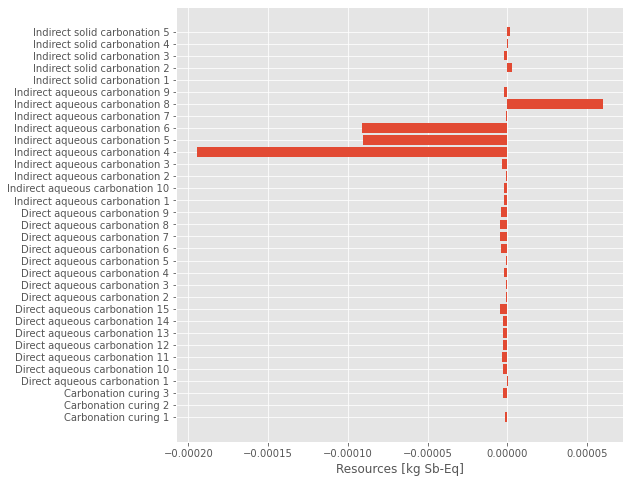 Indirect solid carbonation 5
Indirect solid carbonation 4
Indirect solid carbonation 3
Indirect solid carbonation 2
Indirect solid carbonation 1
Indirect aqueous carbonation 9
Indirect aqueous carbonation 8
Indirect aqueous carbonation 7
Indirect aqueous carbonation 6
Indirect aqueous carbonation 5
Indirect aqueous carbonation 4
Indirect aqueous carbonation 3
Indirect aqueous carbonation 2
Indirect aqueous carbonation 10
Indirect aqueous carbonation 1
Direct aqueous carbonation 9
Direct aqueous carbonation 8
Direct aqueous carbonation 7
Direct aqueous carbonation 6
Direct aqueous carbonation 5
Direct aqueous carbonation 4
Direct aqueous carbonation 3
Direct aqueous carbonation 2
Direct aqueous carbonation 15
Direct aqueous carbonation 14
Direct aqueous carbonation 13
Direct aqueous carbonation 12
Direct aqueous carbonation 11
Direct aqueous carbonation 10
Direct aqueous carbonation 1
Carbonation curing 3
Carbonation curing 2
Carbonation curing 1
−0.00020 −0.00015 −0.00010 −0.00005 0.00000 0.00005
Resources [kg Sb-Eq]